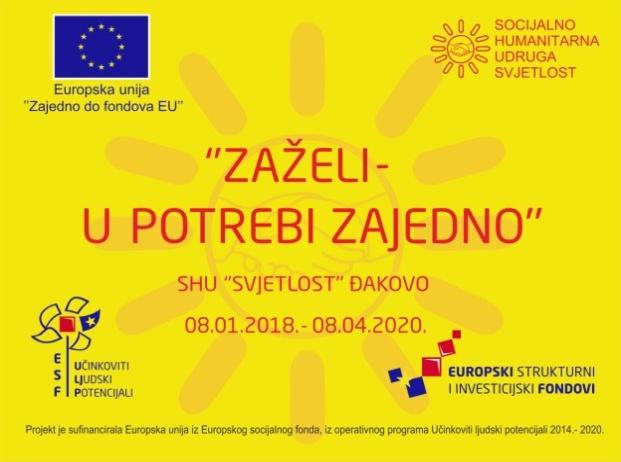 Europska unija
"Zajedno do fondova EU"
SOCIJALNO
HUMANITARNA
UDRUGA
SVJETLOST
"ZAŽELI-
U POTREBI ZAJEDNO"
SHU "SVJETLOST" ĐAKOVO
08.01.2018.- 08.04.2020.
ESF
UČINKOVITI
LJUDSKI
POTENCIJALI
EUROPSKI STRUKTURNI
I INVESTICIJSKI FONDOVI
Projekt je sufinancirala Europska unija iz Europskog socijalnog fonda, iz operativnog programa Učinkoviti ljudski potencijali 2014.- 2020.